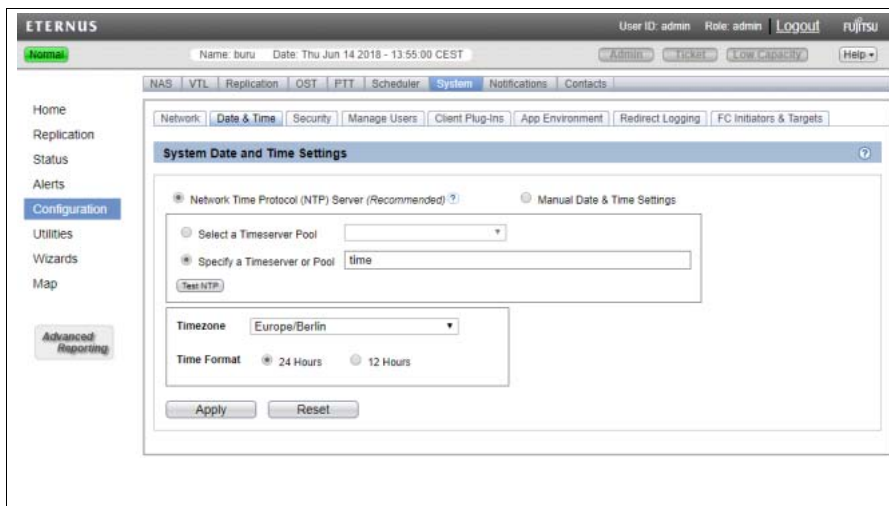 ETERNUS User ID: admin Role: admin Logout FUJITSU
Normal Name: buru Date: Thu Jun 14 2018 - 13:55:00 CEST Admin Ticket Low Capacity Help
NAS VTL Replication OST PTT Scheduler System Notifications Contacts
Home
Replication
Status
Alerts
Configuration
Utilities
Wizards
Map
Advanced
Reporting
Network Date & Time Security Manage Users Client Plug-Ins App Environment Redirect Logging FC Initiators & Targets
System Date and Time Settings ?
Network Time Protocol (NTP) Server (Recommended) ? Manual Date & Time Settings
Select a Timeserver Pool
Specify a Timeserver or Pool time
Test NTP
Timezone Europe/Berlin
Time Format 24 Hours 12 Hours
Apply Reset